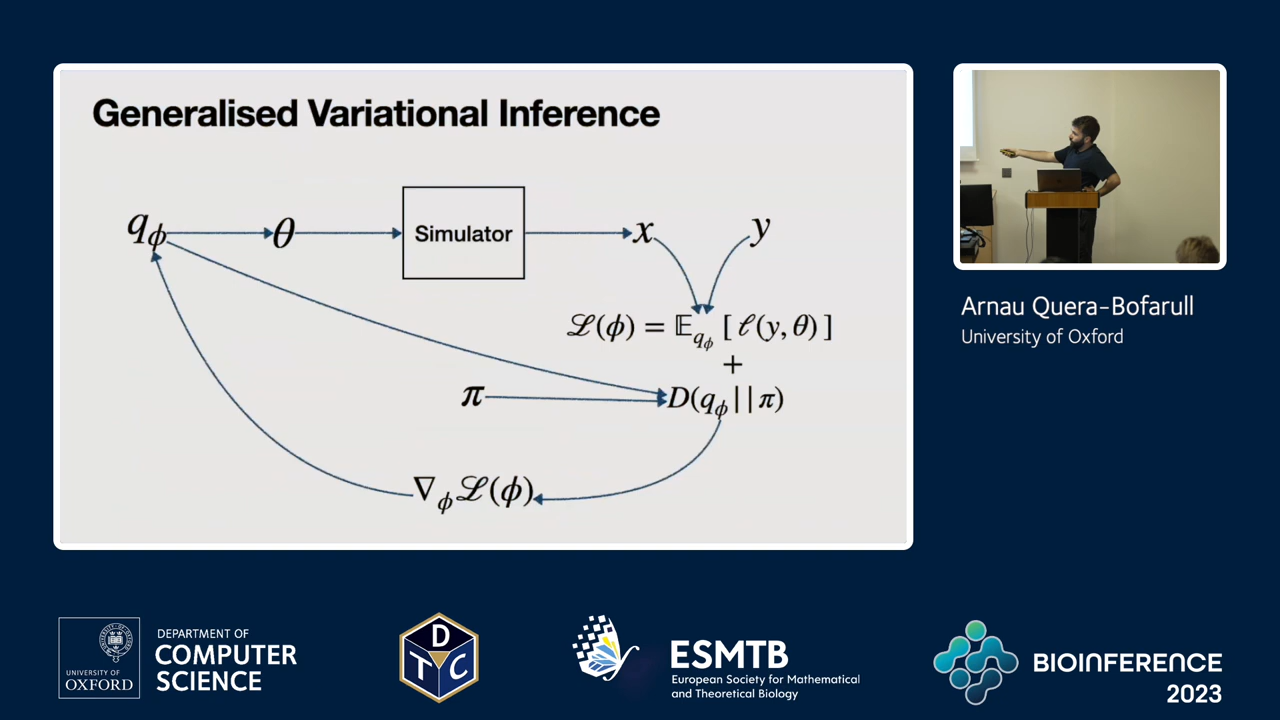 Generalised Variational Inference
qϕ
θ
Simulator
x
y
ℒ(ϕ) = 𝔼qϕ [ℓ(y, θ)]
+
π
D(qϕ||π)
∇ϕℒ(ϕ)
Arnau Quera-Bofarull
University of Oxford
UNIVERSITY OF
OXFORD
DEPARTMENT OF
COMPUTER
SCIENCE
D
T C
ESMTB
European Society for Mathematical
and Theoretical Biology
BIOINFERENCE
2023